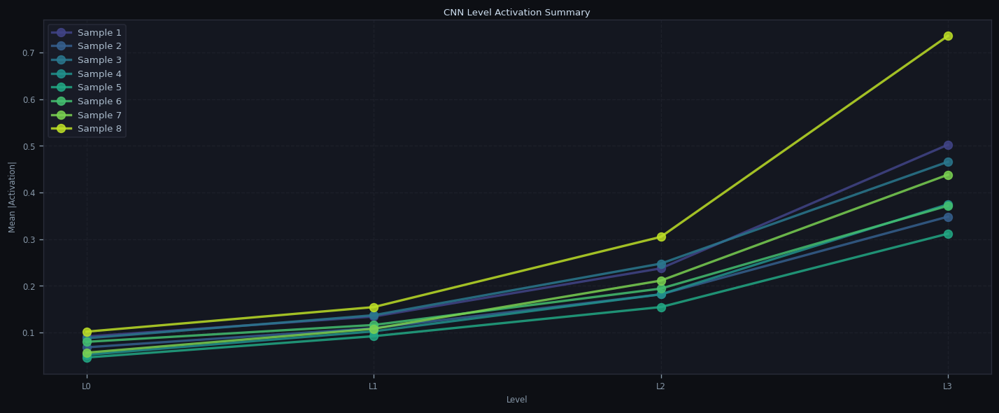 CNN Level Activation Summary
Sample 1
Sample 2
Sample 3
Sample 4
Sample 5
Sample 6
Sample 7
Sample 8
Mean |Activation|
0.7
0.6
0.5
0.4
0.3
0.2
0.1
L0
L1
L2
L3
Level